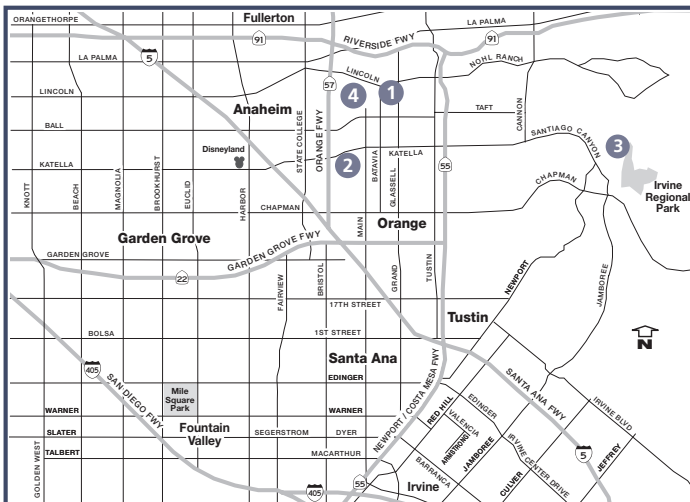 ORANGETHORPE
Fullerton
LA PALMA
91
RIVERSIDE FWY
91
5
LA PALMA
NOHL RANCH
LINCOLN
57
4
1
LINCOLN
Anaheim
STATE COLLEGE
ORANGE FWY
TAFT
CANNON
BALL
SANTIAGO CANYON
3
Disneyland
2
BATAVIA
KATELLA
KATELLA
55
GLASSELL
CHAPMAN
KNOTT
BEACH
MAGNOLIA
BROOKHURST
EUCLID
HARBOR
CHAPMAN
MAIN
Irvine
Regional
Park
Orange
Garden Grove
GARDEN GROVE FWY
GARDEN GROVE
22
FAIRVIEW
BRISTOL
GRAND
TUSTIN
NEWPORT
JAMBOREE
17TH STREET
Tustin
BOLSA
1ST STREET
N
Santa Ana
405
SAN DIEGO FWY
EDINGER
NEWPORT / COSTA MESA FWY
SANTA ANA FWY
Mile
Square
Park
WARNER
WARNER
RED HILL
EDINGER
IRVINE BLVD
SLATER
Fountain
Valley
SEGERSTROM
DYER
VALENCIA
ARMSTRONG
JAMBOREE
IRVINE CENTER DRIVE
TALBERT
MACARTHUR
5
JEFFREY
GOLDEN WEST
BARRANCA
CULVER
405
55
Irvine